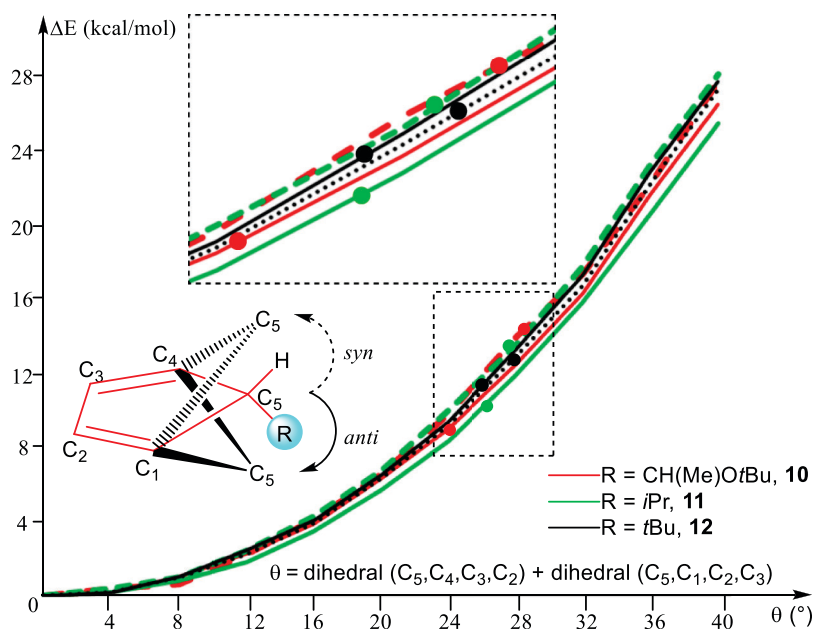 ΔE (kcal/mol)
28
24
20
16
12
8
4
0
4
8
12
16
20
24
28
32
36
40
θ (°)
C5
H
syn
C4
C3
C5
R
anti
C2
C1
C5
R = CH(Me)OtBu, 10
R = iPr, 11
R = tBu, 12
θ = dihedral (C5,C4,C3,C2) + dihedral (C5,C1,C2,C3)